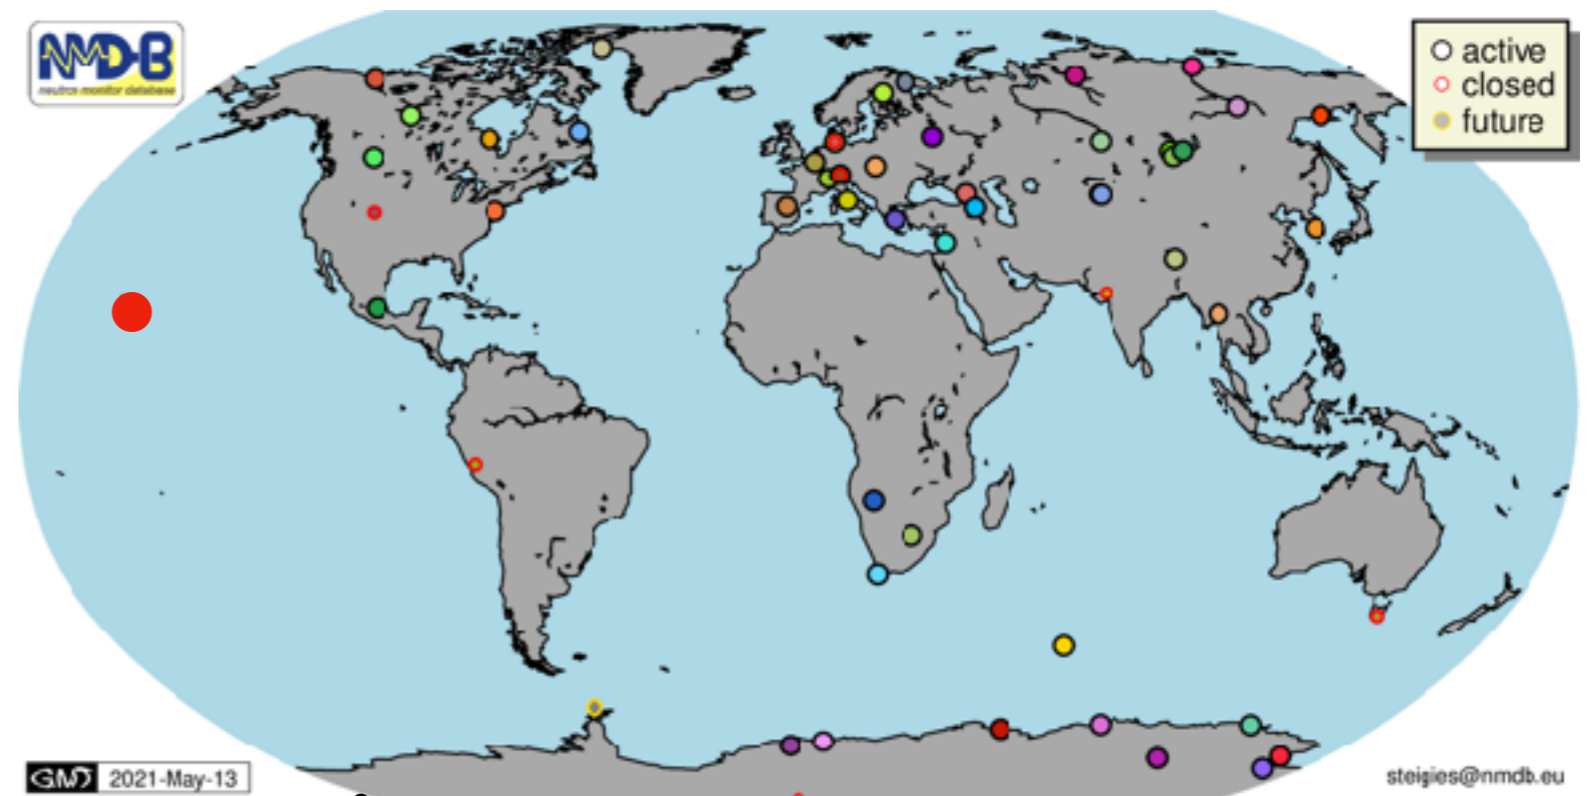 NMDB
neutron monitor database
active
closed
future
GMT 2021-May-13
steigies@nmdb.eu